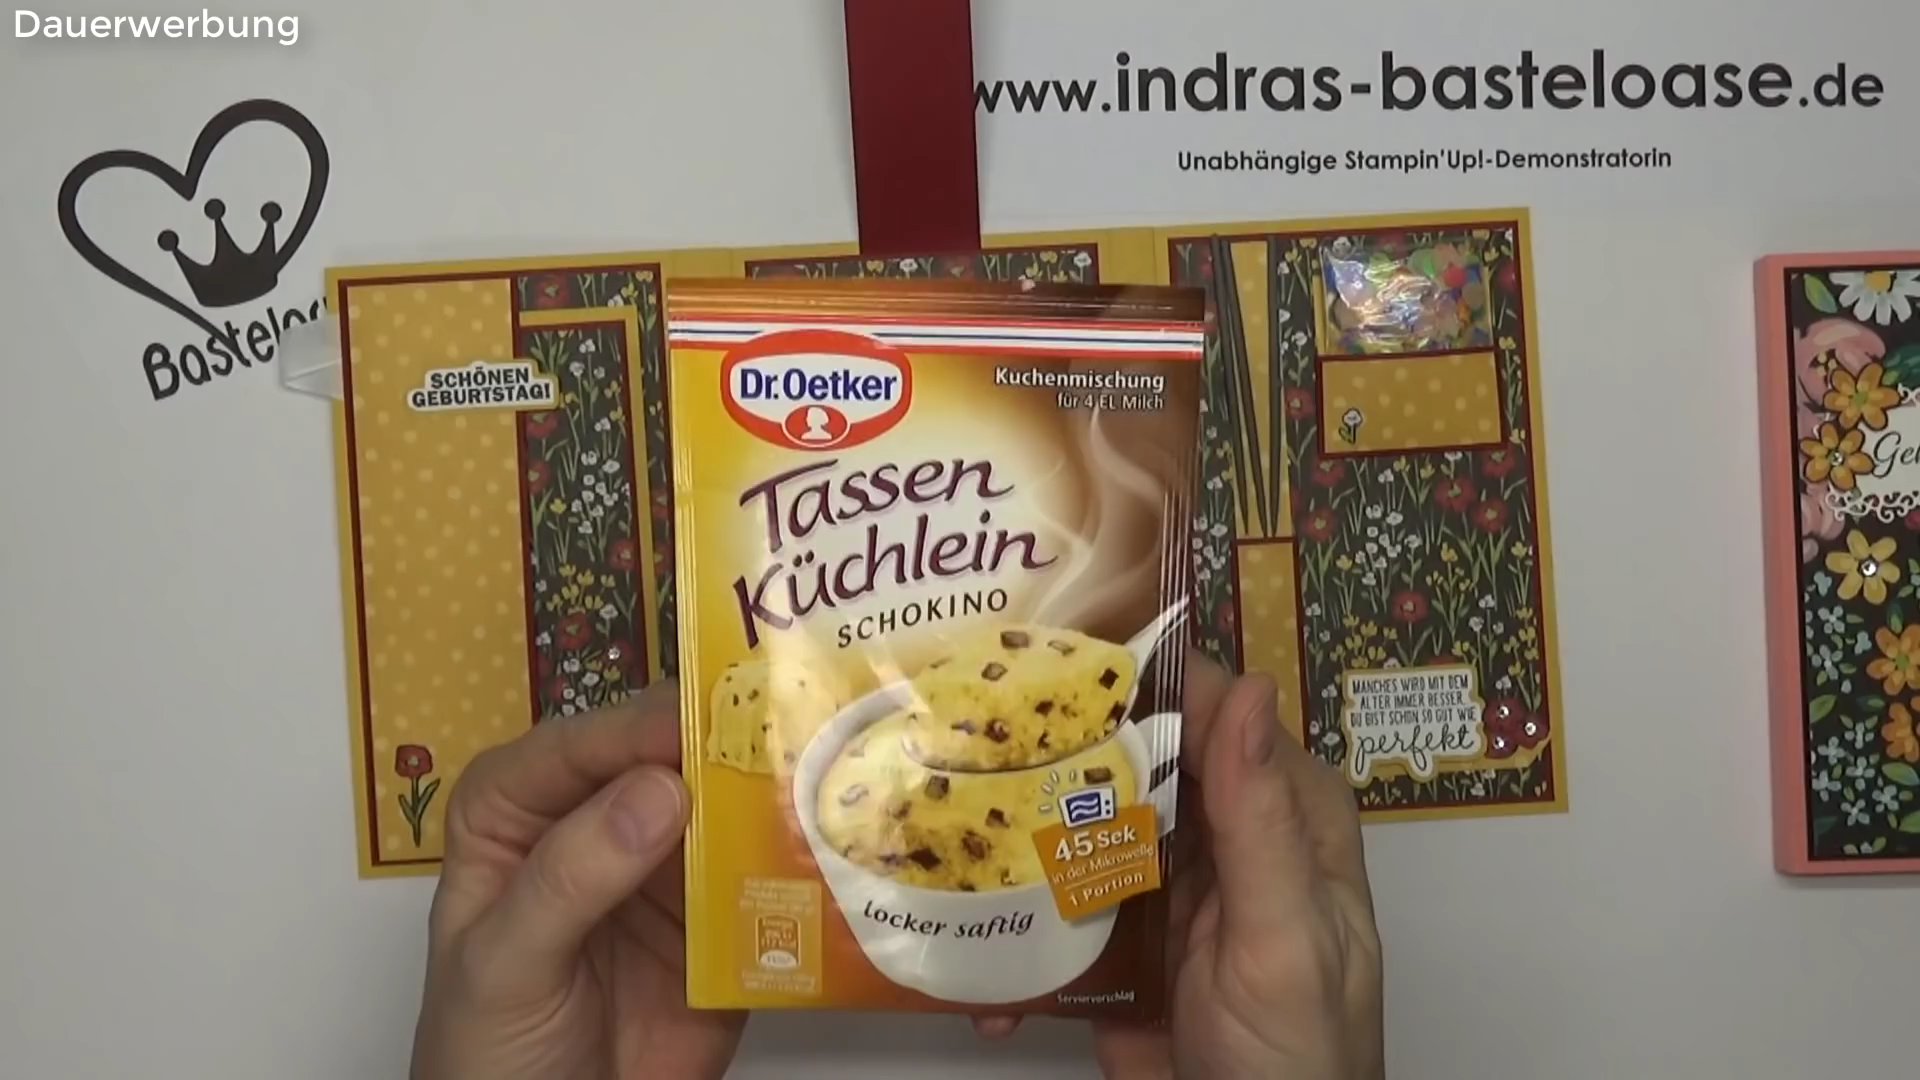 Dauerwerbung
www.indras-basteloase.de
Unabhängige Stampin'Up!-Demonstratorin
SCHÖNEN
GEBURTSTAG!
Dr.Oetker
Kuchenmischung
für 4 EL Milch
Tassen
Küchlein
SCHOKINO
45 Sek
in der Mikrowelle
1 Portion
locker saftig
Serviervorschlag
MANCHES WIRD MIT DEM
ALTER IMMER BESSER.
DU BIST SCHON SO GUT WIE
perfekt